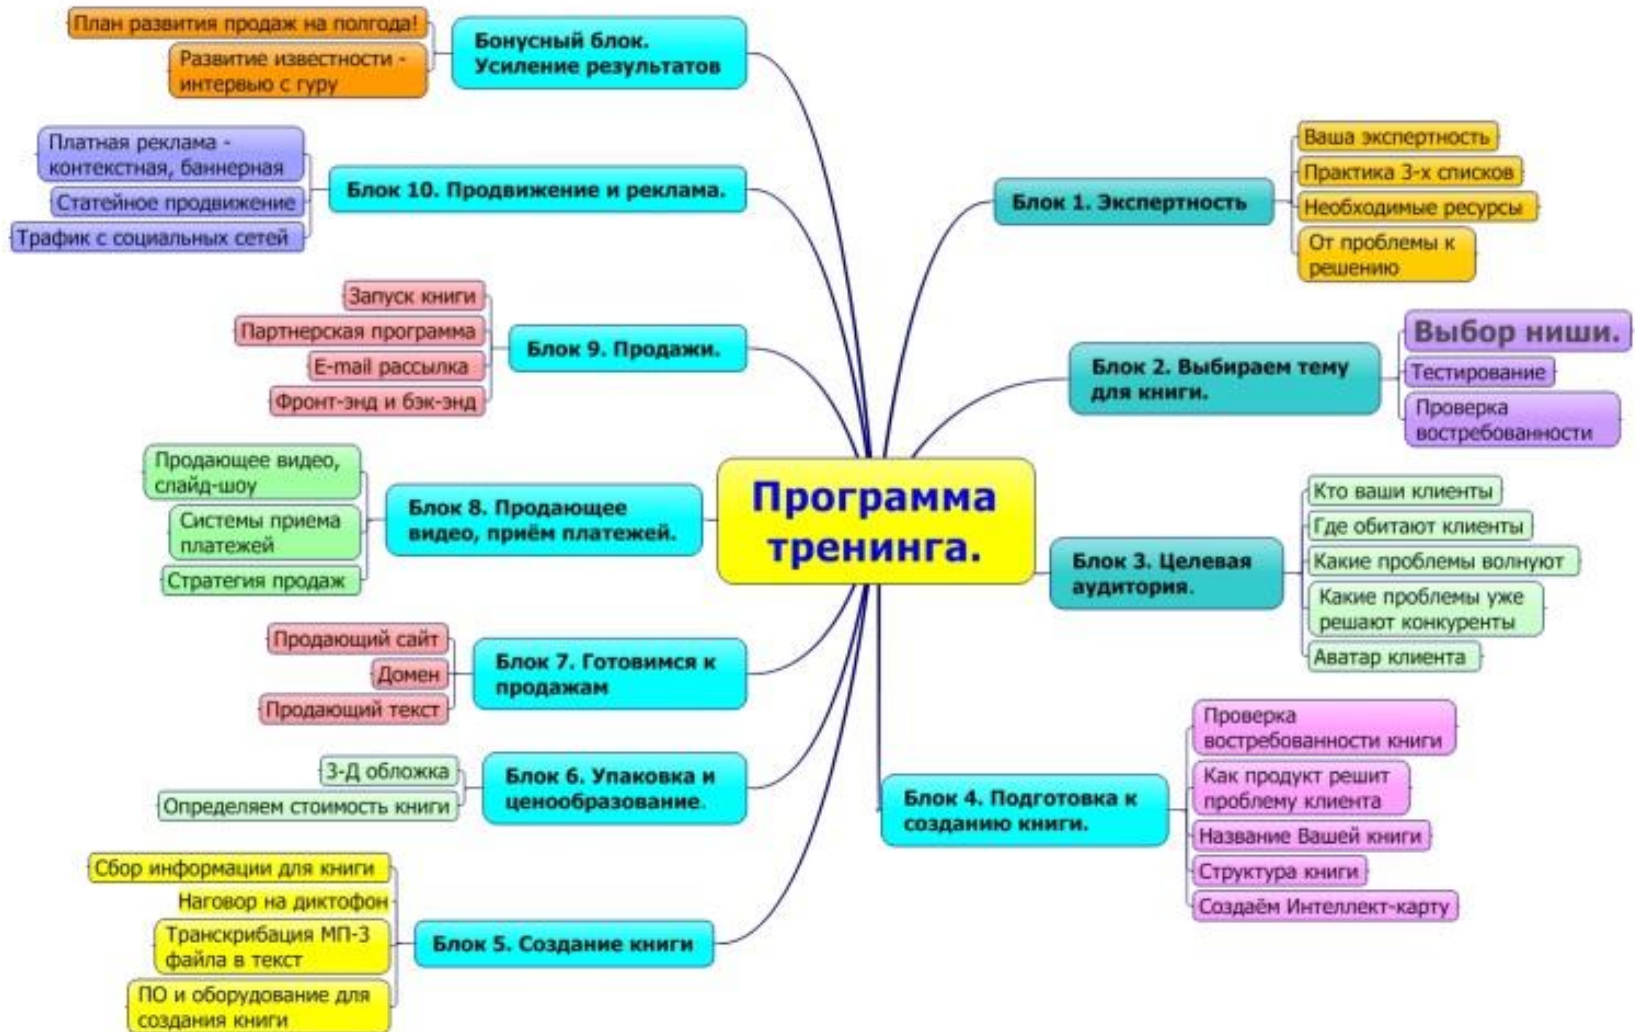 Программа
тренинга.
Блок 1. Экспертность
Ваша экспертность
Практика 3-х списков
Необходимые ресурсы
От проблемы к
решению
Блок 2. Выбираем тему
для книги.
Выбор ниши.
Тестирование
Проверка
востребованности
Блок 3. Целевая
аудитория.
Кто ваши клиенты
Где обитают клиенты
Какие проблемы волнуют
Какие проблемы уже
решают конкуренты
Аватар клиента
Блок 4. Подготовка к
созданию книги.
Проверка
востребованности книги
Как продукт решит
проблему клиента
Название Вашей книги
Структура книги
Создаём Интеллект-карту
Блок 5. Создание книги
Сбор информации для книги
Наговор на диктофон
Транскрибация МП-3
файла в текст
ПО и оборудование для
создания книги
Блок 6. Упаковка и
ценообразование.
3-Д обложка
Определяем стоимость книги
Блок 7. Готовимся к
продажам
Продающий сайт
Домен
Продающий текст
Блок 8. Продающее
видео, приём платежей.
Продающее видео,
слайд-шоу
Системы приема
платежей
Стратегия продаж
Блок 9. Продажи.
Запуск книги
Партнерская программа
E-mail рассылка
Фронт-энд и бэк-энд
Блок 10. Продвижение и реклама.
Платная реклама -
контекстная, баннерная
Статейное продвижение
Трафик с социальных сетей
Бонусный блок.
Усиление результатов
План развития продаж на полгода!
Развитие известности -
интервью с гуру